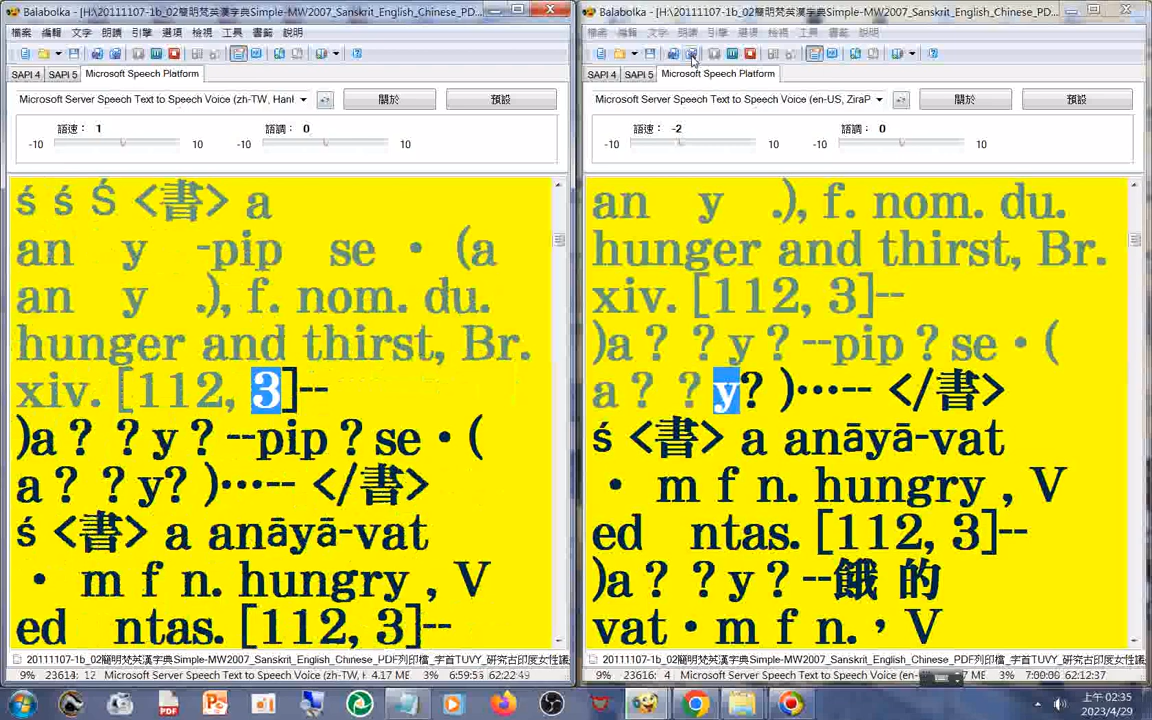 Balabolka - [H:\20111107-1b_02簡明梵英漢字典Simple-MW2007_Sanskrit_English_Chinese_PD...
檔案 編輯 文字 朗讀 引擎 選項 檢視 工具 書籤 說明
SAPI 4 SAPI 5 Microsoft Speech Platform
Microsoft Server Speech Text to Speech Voice (zh-TW, Hanl
關於 預設
語速： 1 語調： 0
-10 10 -10 10
ś ś Ś <書> a
an y -pip se • (a
an y .), f. nom. du.
hunger and thirst, Br.
xiv. [112, 3]--
)a ? ? y ? --pip ? se • (
a ? ? y? )…-- </書>
ś <書> a anāyā-vat
• m f n. hungry , V
ed ntas. [112, 3]--
20111107-1b_02簡明梵英漢字典Simple-MW2007_Sanskrit_English_Chinese_PDF列印檔_字首TUVY_研究古印度女性議
9% 23614: 12 Microsoft Server Speech Text to Speech Voice (zh-TW, H 4.17 ME 3% 6:59:55 62:22:49
Balabolka - [H:\20111107-1b_02簡明梵英漢字典Simple-MW2007_Sanskrit_English_Chinese_PDF...
檔案 編輯 文字 朗讀 引擎 選項 檢視 工具 書籤 說明
SAPI 4 SAPI 5 Microsoft Speech Platform
Microsoft Server Speech Text to Speech Voice (en-US, ZiraP
關於 預設
語速： -2 語調： 0
-10 10 -10 10
an y .), f. nom. du.
hunger and thirst, Br.
xiv. [112, 3]--
)a ? ? y ? --pip ? se • (
a ? ? y? )…-- </書>
ś <書> a anāyā-vat
• m f n. hungry , V
ed ntas. [112, 3]--
)a ? ? y ? --餓 的
vat • m f n. , V
20111107-1b_02簡明梵英漢字典Simple-MW2007_Sanskrit_English_Chinese_PDF列印檔_字首TUVY_研究古印度女性議
9% 23616: 4 Microsoft Server Speech Text to Speech Voice (en- 4.17 ME 3% 7:00:00 62:12:37
上午 02:35
2023/4/29